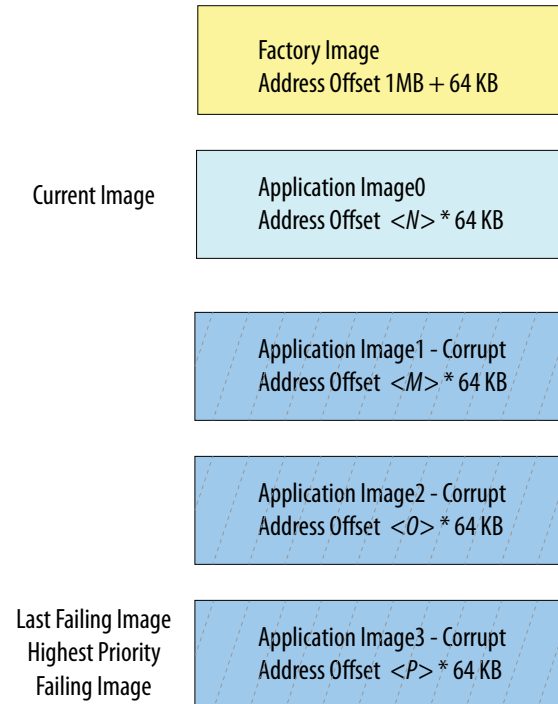 Factory Image
Address Offset 1MB + 64 KB
Current Image
Application Image0
Address Offset <N> * 64 KB
Application Image1 - Corrupt
Address Offset <M> * 64 KB
Application Image2 - Corrupt
Address Offset <O> * 64 KB
Last Failing Image
Highest Priority
Failing Image
Application Image3 - Corrupt
Address Offset <P> * 64 KB